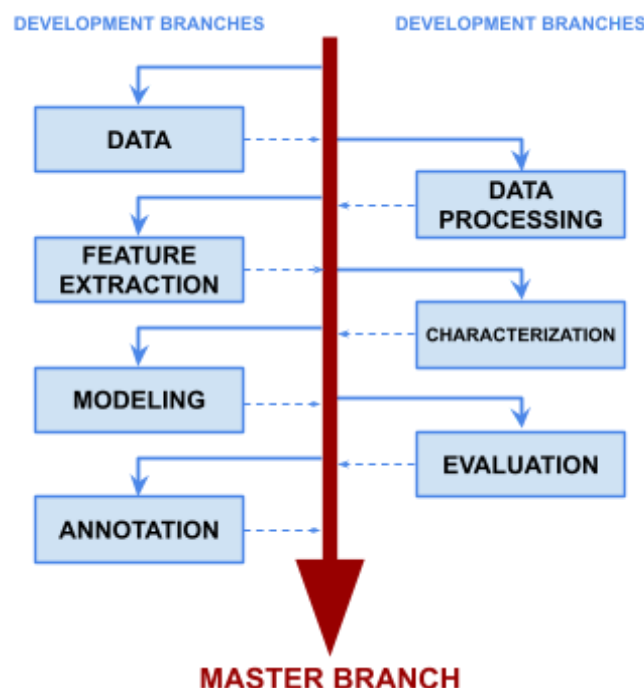 DEVELOPMENT BRANCHES
DEVELOPMENT BRANCHES
DATA
DATA
PROCESSING
FEATURE
EXTRACTION
CHARACTERIZATION
MODELING
EVALUATION
ANNOTATION
MASTER BRANCH